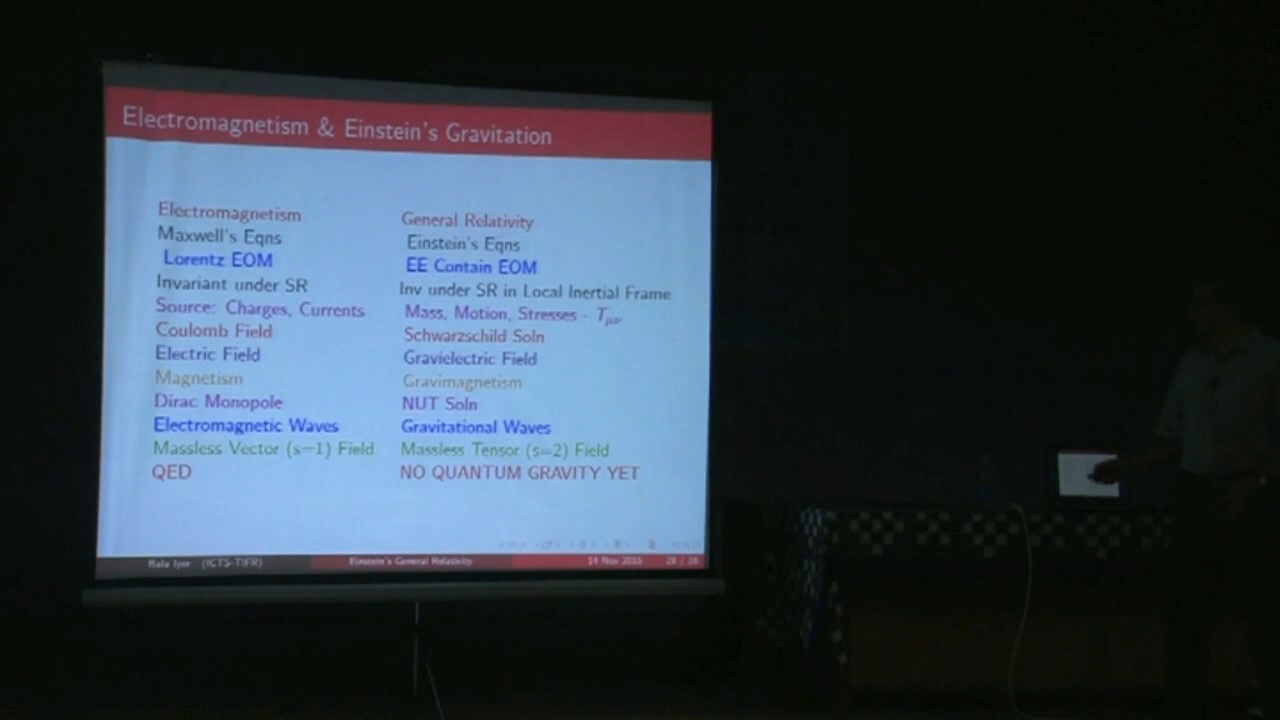 Electromagnetism & Einstein's Gravitation
Electromagnetism General Relativity
Maxwell's Eqns Einstein's Eqns
Lorentz EOM EE Contain EOM
Invariant under SR Inv under SR in Local Inertial Frame
Source: Charges, Currents Mass, Motion, Stresses - Tμν
Coulomb Field Schwarzschild Soln
Electric Field Gravielectric Field
Magnetism Gravimagnetism
Dirac Monopole NUT Soln
Electromagnetic Waves Gravitational Waves
Massless Vector (s=1) Field Massless Tensor (s=2) Field
QED NO QUANTUM GRAVITY YET
Bala Iyer (ICTS-TIFR) Einstein's General Relativity 14 Nov 2015